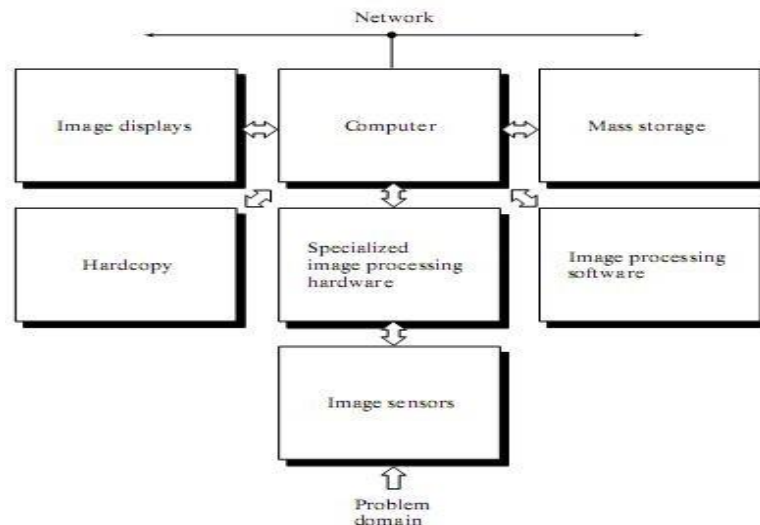 Network
Image displays
Computer
Mass storage
Hardcopy
Specialized
image processing
hardware
Image processing
software
Image sensors
Problem
domain